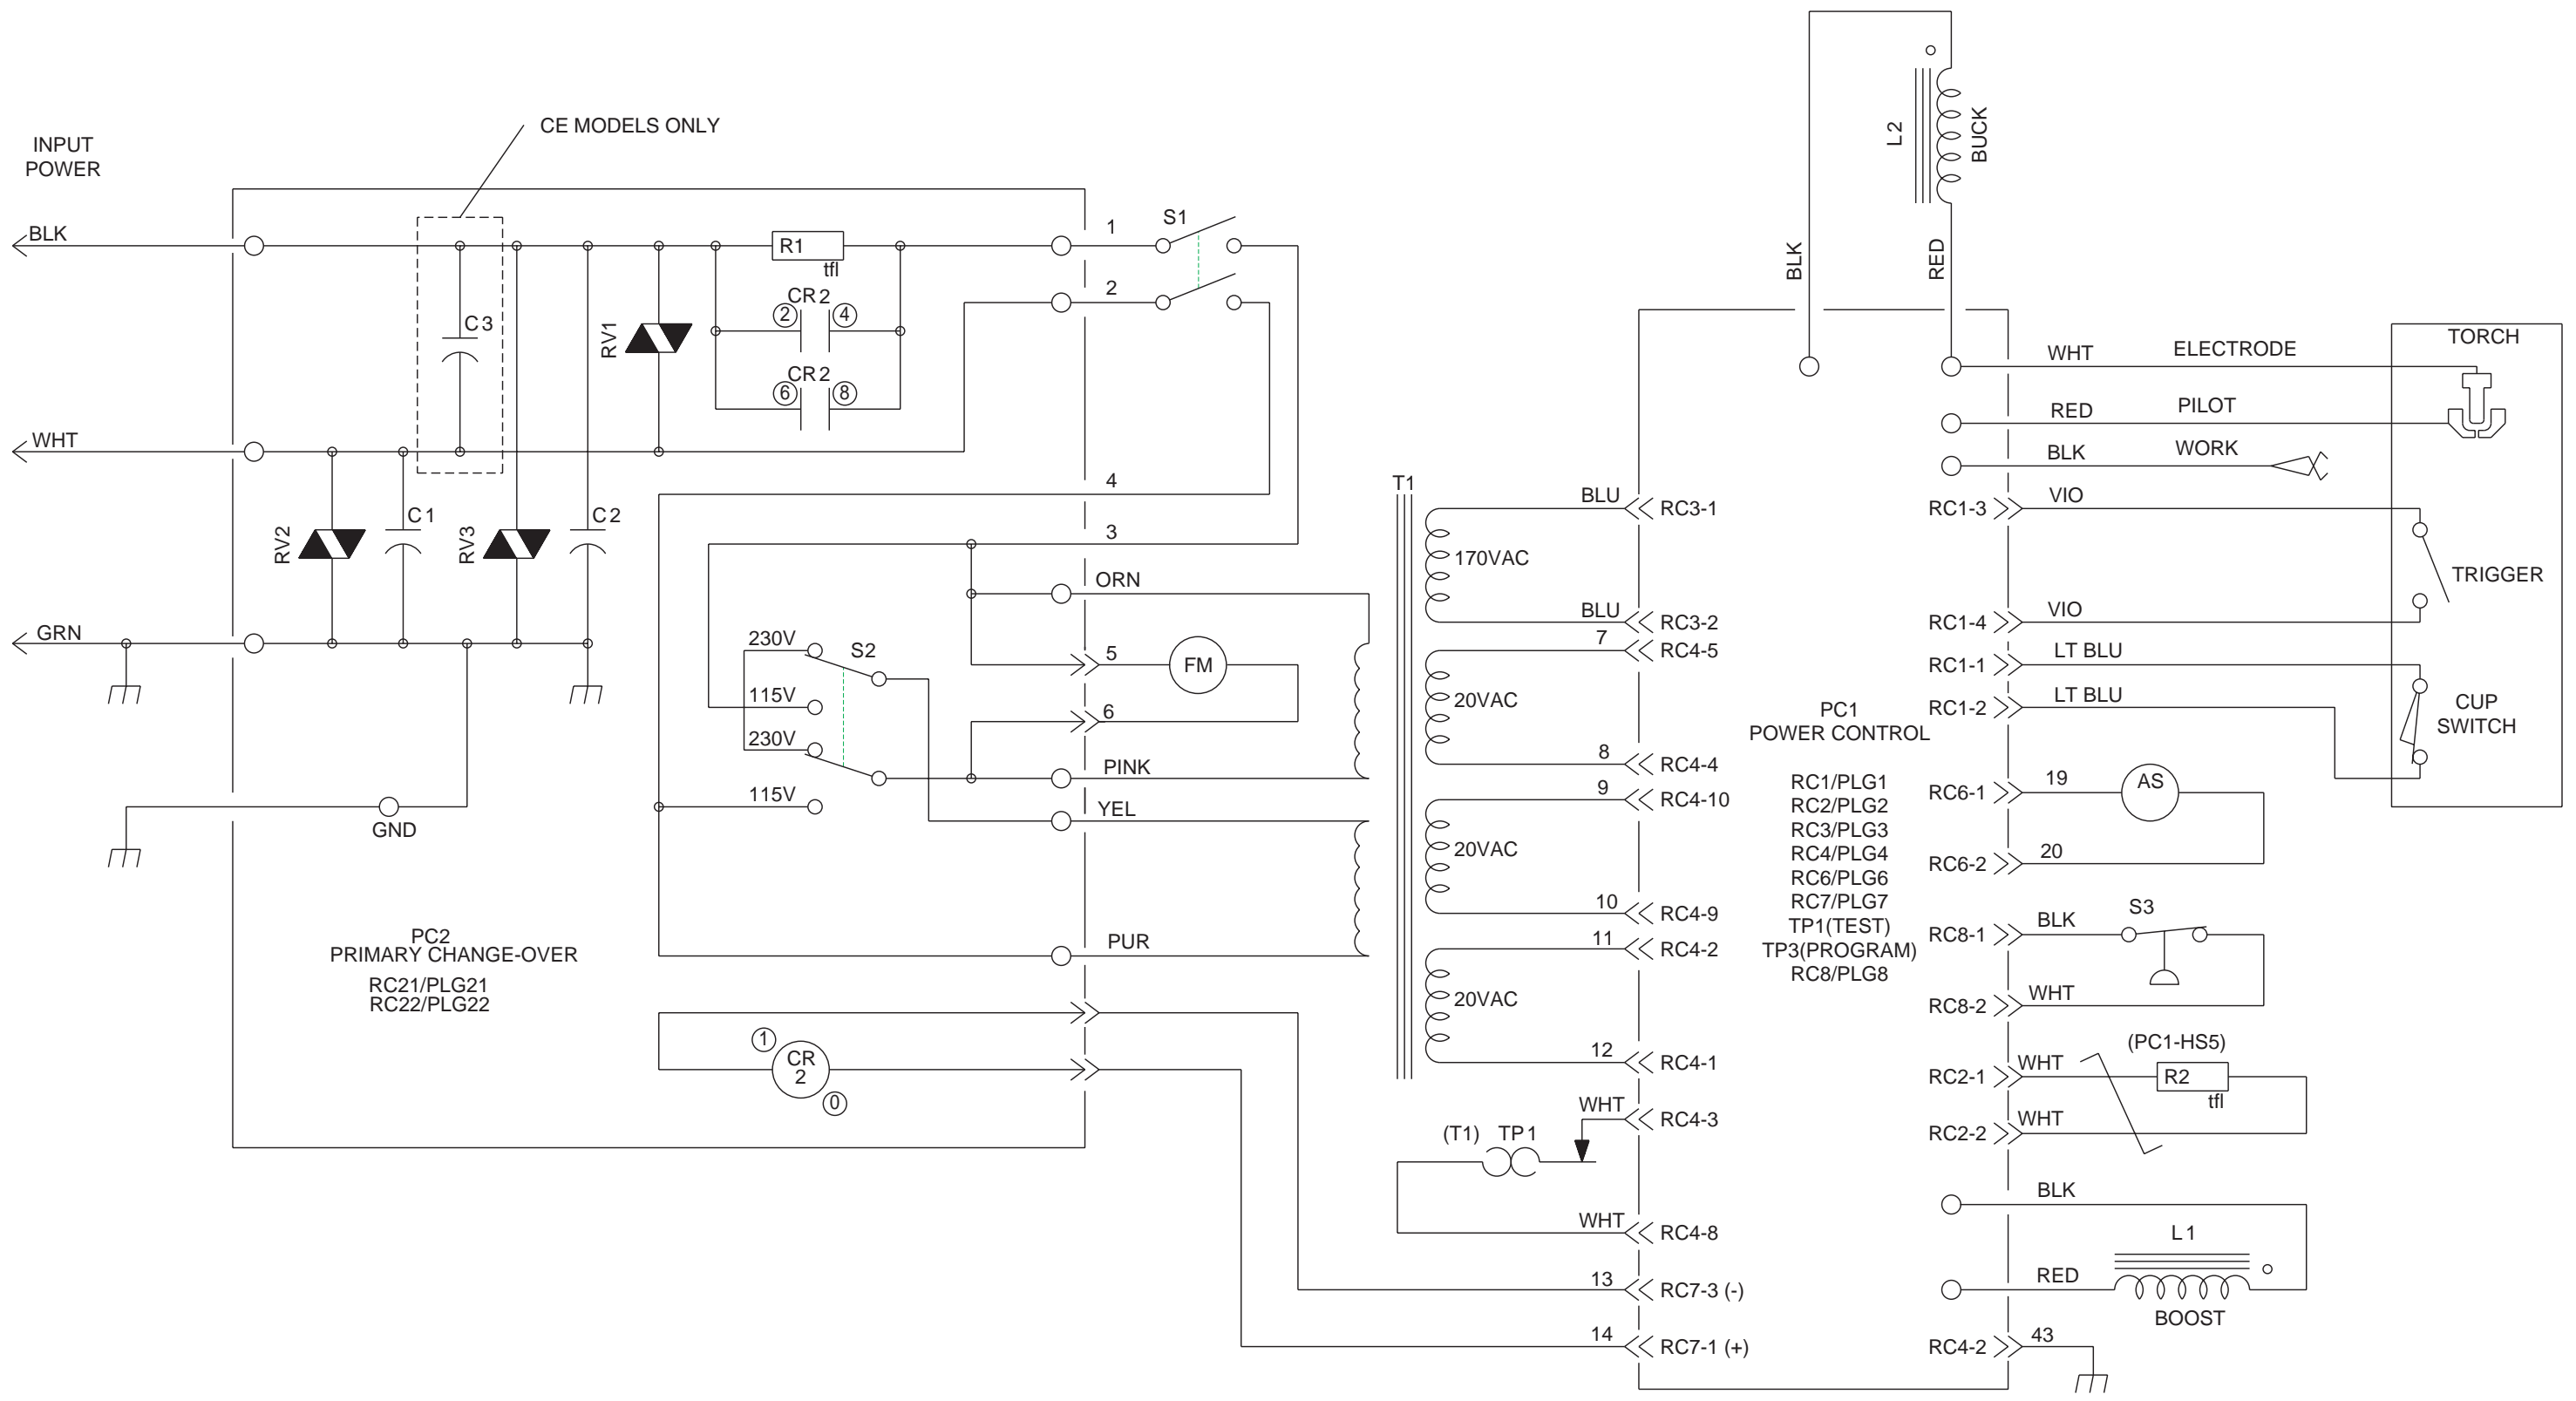 INPUT
POWER
CE MODELS ONLY
BLK
WHT
GRN
C3
RV1
R1
tfl
CR2
2
4
CR2
6
8
RV2
C1
RV3
C2
GND
1
S1
2
4
3
ORN
5
FM
6
PINK
YEL
PUR
230V
S2
115V
230V
115V
PC2
PRIMARY CHANGE-OVER
RC21/PLG21
RC22/PLG22
1
CR
2
0
T1
170VAC
20VAC
20VAC
20VAC
BLU
RC3-1
BLU
RC3-2
7
RC4-5
8
RC4-4
9
RC4-10
10
RC4-9
11
RC4-2
12
RC4-1
WHT
RC4-3
(T1)
TP1
WHT
RC4-8
13
RC7-3 (-)
14
RC7-1 (+)
L2
BUCK
BLK
RED
PC1
POWER CONTROL
RC1/PLG1
RC2/PLG2
RC3/PLG3
RC4/PLG4
RC6/PLG6
RC7/PLG7
TP1(TEST)
TP3(PROGRAM)
RC8/PLG8
TORCH
WHT
ELECTRODE
RED
PILOT
BLK
WORK
RC1-3
VIO
TRIGGER
RC1-4
VIO
RC1-1
LT BLU
RC1-2
LT BLU
CUP
SWITCH
RC6-1
19
AS
RC6-2
20
RC8-1
BLK
S3
RC8-2
WHT
(PC1-HS5)
RC2-1
WHT
R2
tfl
RC2-2
WHT
BLK
L1
RED
BOOST
RC4-2
43